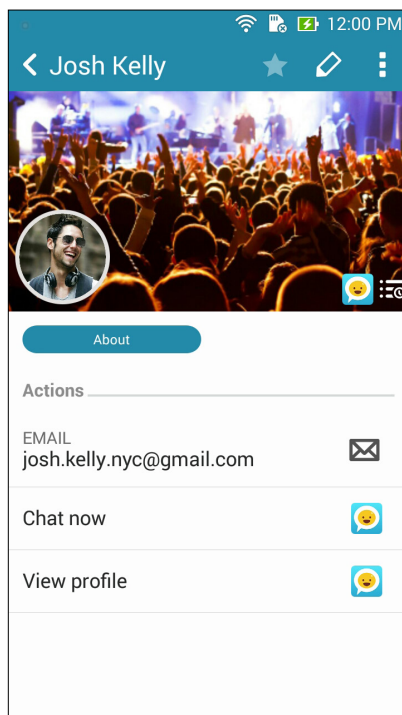 12:00 PM
Josh Kelly
About
Actions
EMAIL
josh.kelly.nyc@gmail.com
Chat now
View profile